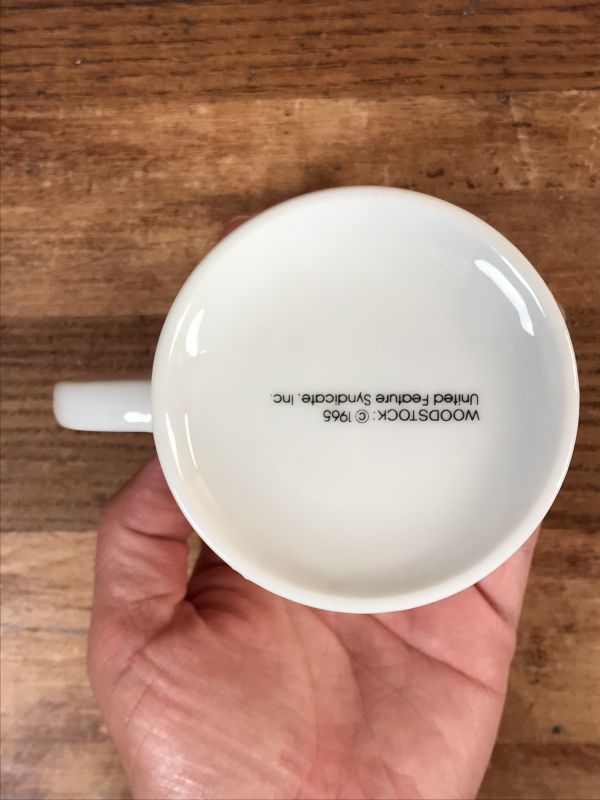 WOODSTOCK: © 1965
United Feature Syndicate, Inc.